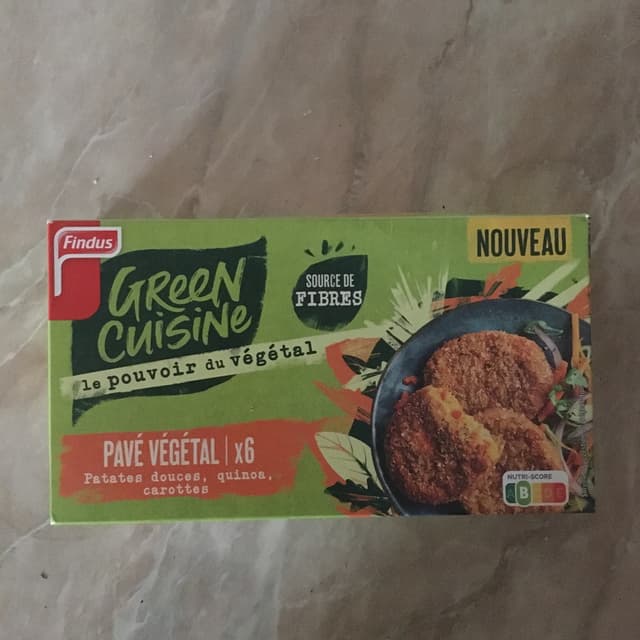 Findus
NOUVEAU
GREEN
CUISINE
SOURCE DE
FIBRES
le pouvoir du végétal
PAVÉ VÉGÉTAL | x6
Patates douces, quinoa,
carottes
NUTRI-SCORE
A B C D E